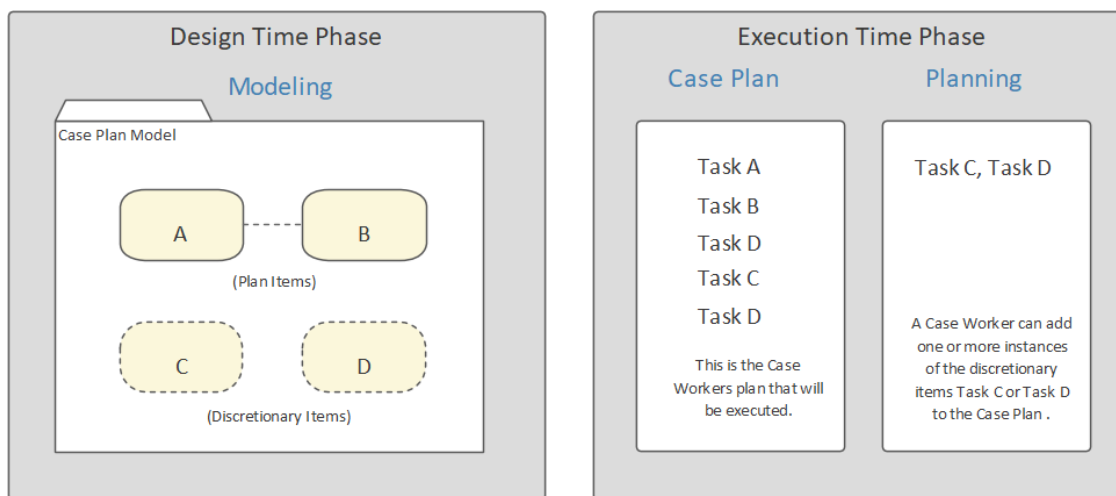 Design Time Phase
Modeling
Case Plan Model
A
B
(Plan Items)
C
D
(Discretionary Items)
Execution Time Phase
Case Plan
Task A
Task B
Task D
Task C
Task D
This is the Case
Workers plan that will
be executed.
Planning
Task C, Task D
A Case Worker can add
one or more instances
of the discretionary
items Task C or Task D
to the Case Plan .